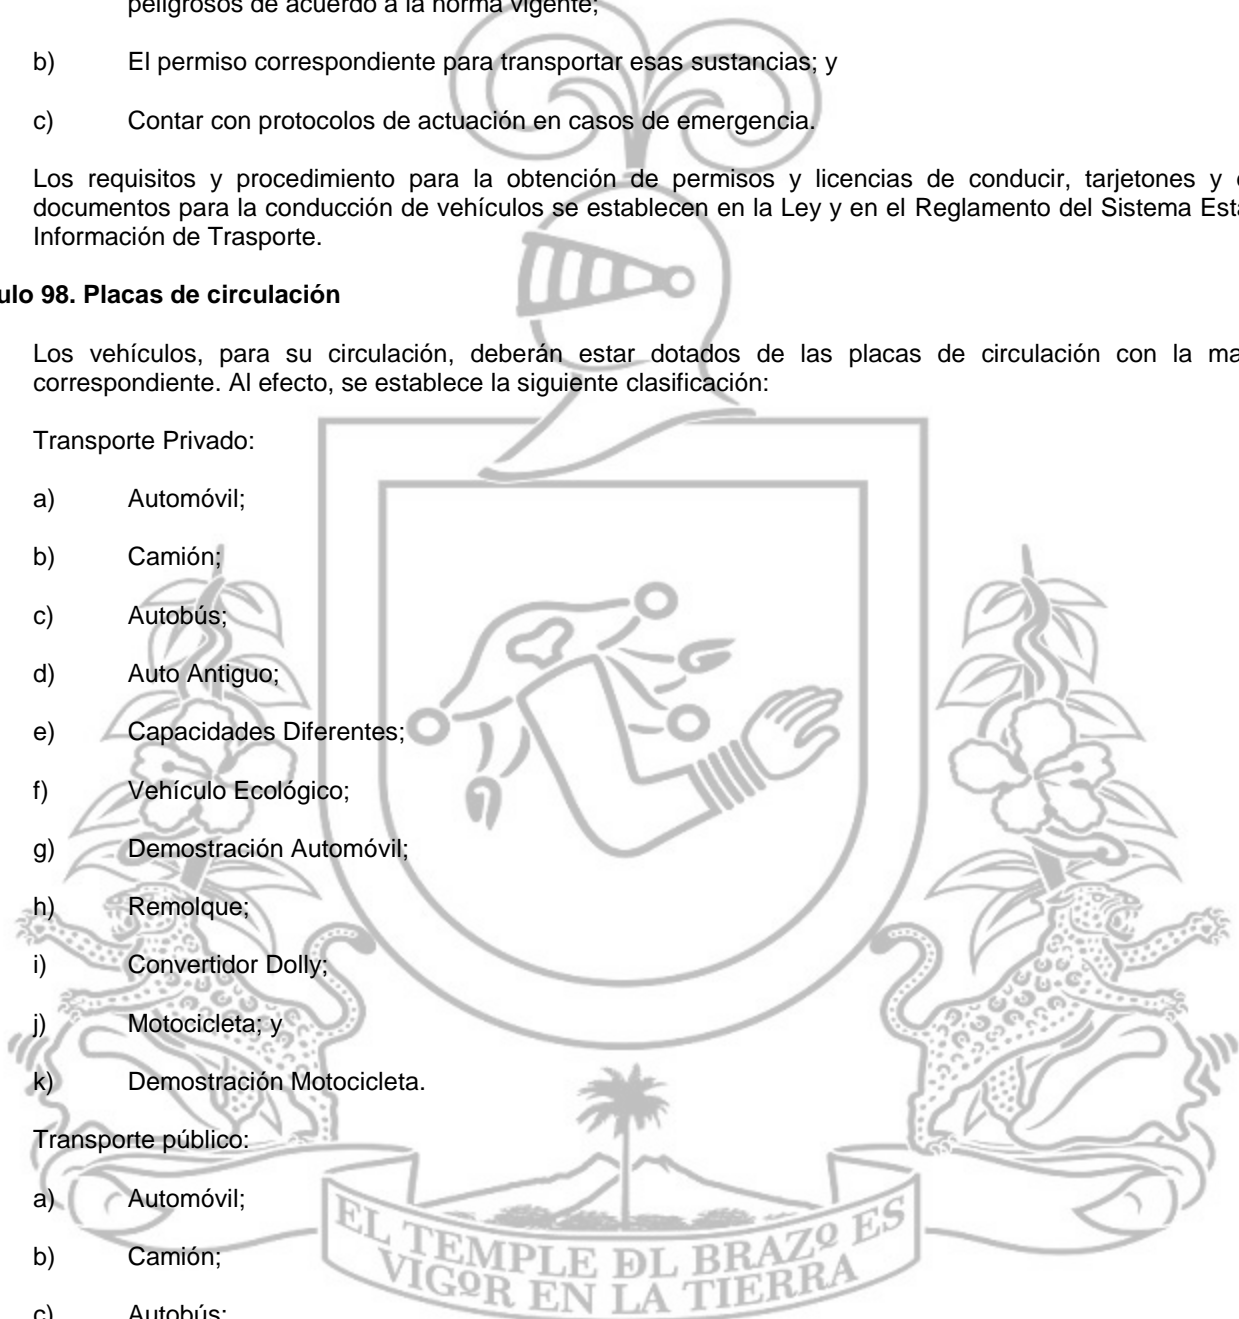 peligrosos de acuerdo a la norma vigente;
b) El permiso correspondiente para transportar esas sustancias; y
c) Contar con protocolos de actuación en casos de emergencia.
Los requisitos y procedimiento para la obtención de permisos y licencias de conducir, tarjetones y
documentos para la conducción de vehículos se establecen en la Ley y en el Reglamento del Sistema
Información de Trasporte.
98. Placas de circulación
Los vehículos, para su circulación, deberán estar dotados de las placas de circulación con la
correspondiente. Al efecto, se establece la siguiente clasificación:
Transporte Privado:
a) Automóvil;
b) Camión;
c) Autobús;
d) Auto Antiguo;
e) Capacidades Diferentes;
f) Vehículo Ecológico;
g) Demostración Automóvil;
h) Remolque;
i) Convertidor Dolly;
j) Motocicleta; y
k) Demostración Motocicleta.
Transporte público:
a) Automóvil;
b) Camión;
c) Autobús;
EL TEMPLE DL BRAZO ES
VIGOR EN LA TIERRA